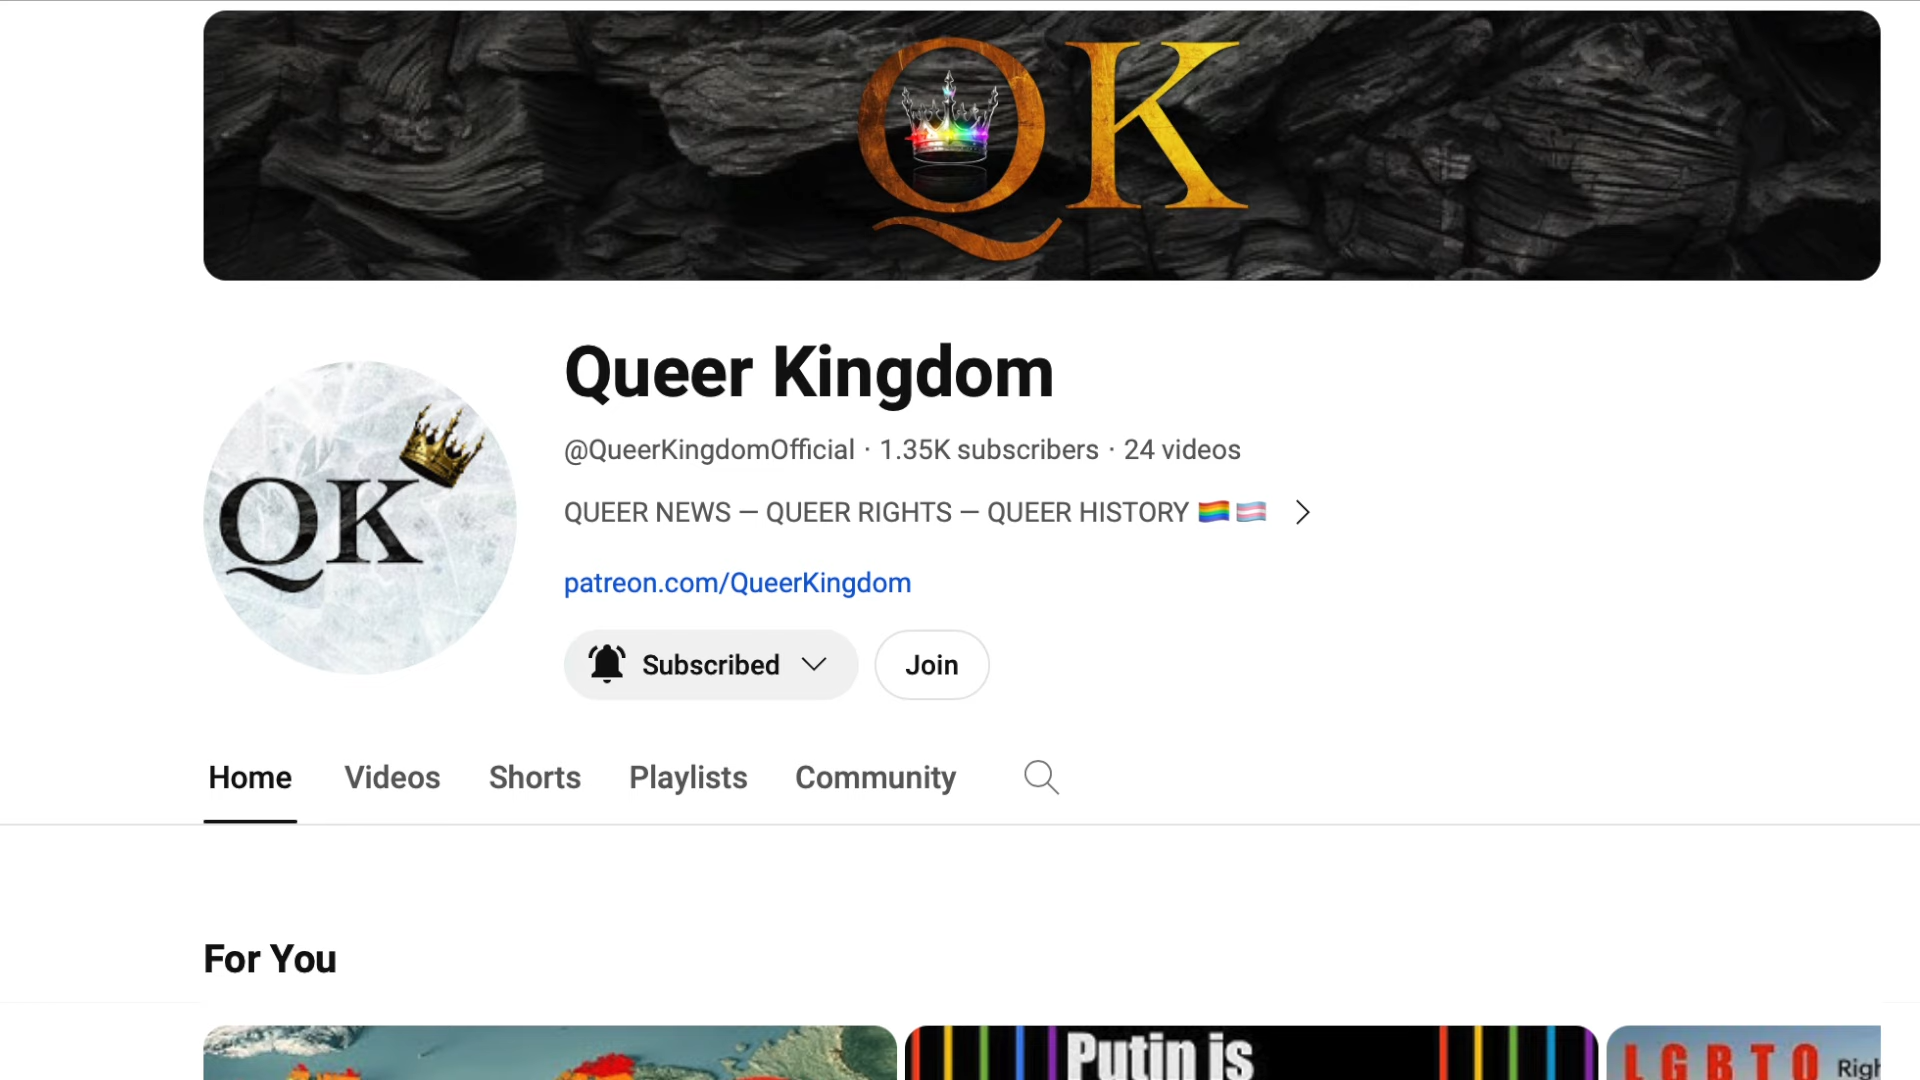 QK
Queer Kingdom
QK
@QueerKingdomOfficial · 1.35K subscribers · 24 videos
QUEER NEWS — QUEER RIGHTS — QUEER HISTORY 🏳️‍🌈🏳️‍⚧️
patreon.com/QueerKingdom
Subscribed
Join
Home Videos Shorts Playlists Community
For You
Putin is
LGBTQ